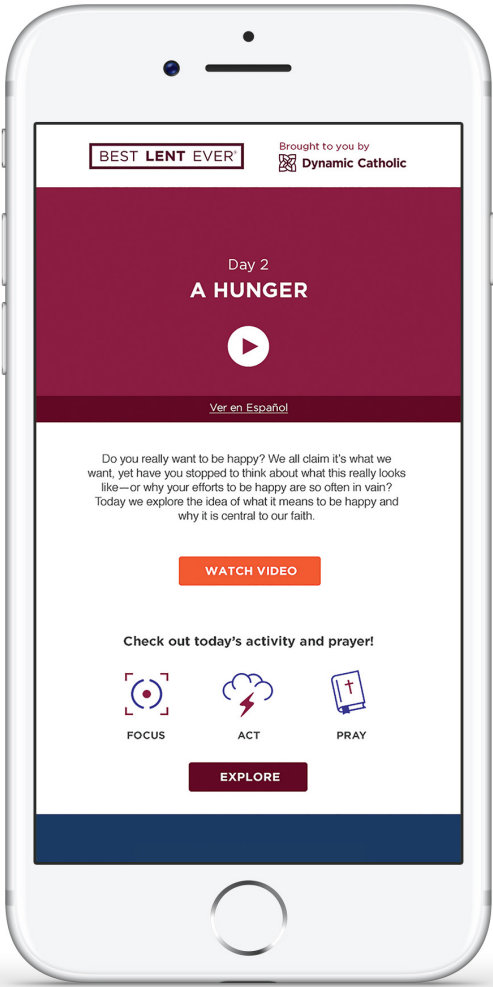 BEST LENT EVER®
Brought to you by
Dynamic Catholic
Day 2
A HUNGER
Ver en Español
Do you really want to be happy? We all claim it's what we
want, yet have you stopped to think about what this really looks
like—or why your efforts to be happy are so often in vain?
Today we explore the idea of what it means to be happy and
why it is central to our faith.
WATCH VIDEO
Check out today's activity and prayer!
FOCUS
ACT
PRAY
EXPLORE